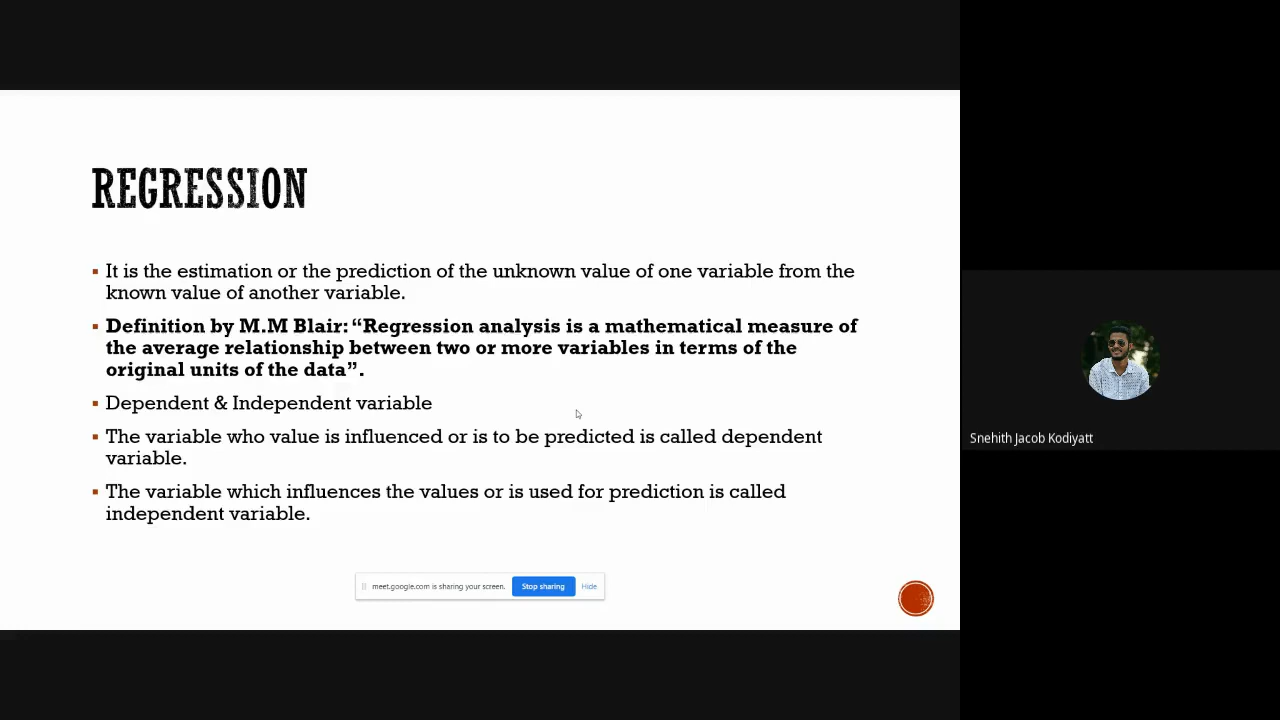 REGRESSION
It is the estimation or the prediction of the unknown value of one variable from the
known value of another variable.
Definition by M.M Blair: “Regression analysis is a mathematical measure of
the average relationship between two or more variables in terms of the
original units of the data”.
Dependent & Independent variable
The variable who value is influenced or is to be predicted is called dependent
variable.
The variable which influences the values or is used for prediction is called
independent variable.
meet.google.com is sharing your screen. Stop sharing Hide
Snehith Jacob Kodiyatt